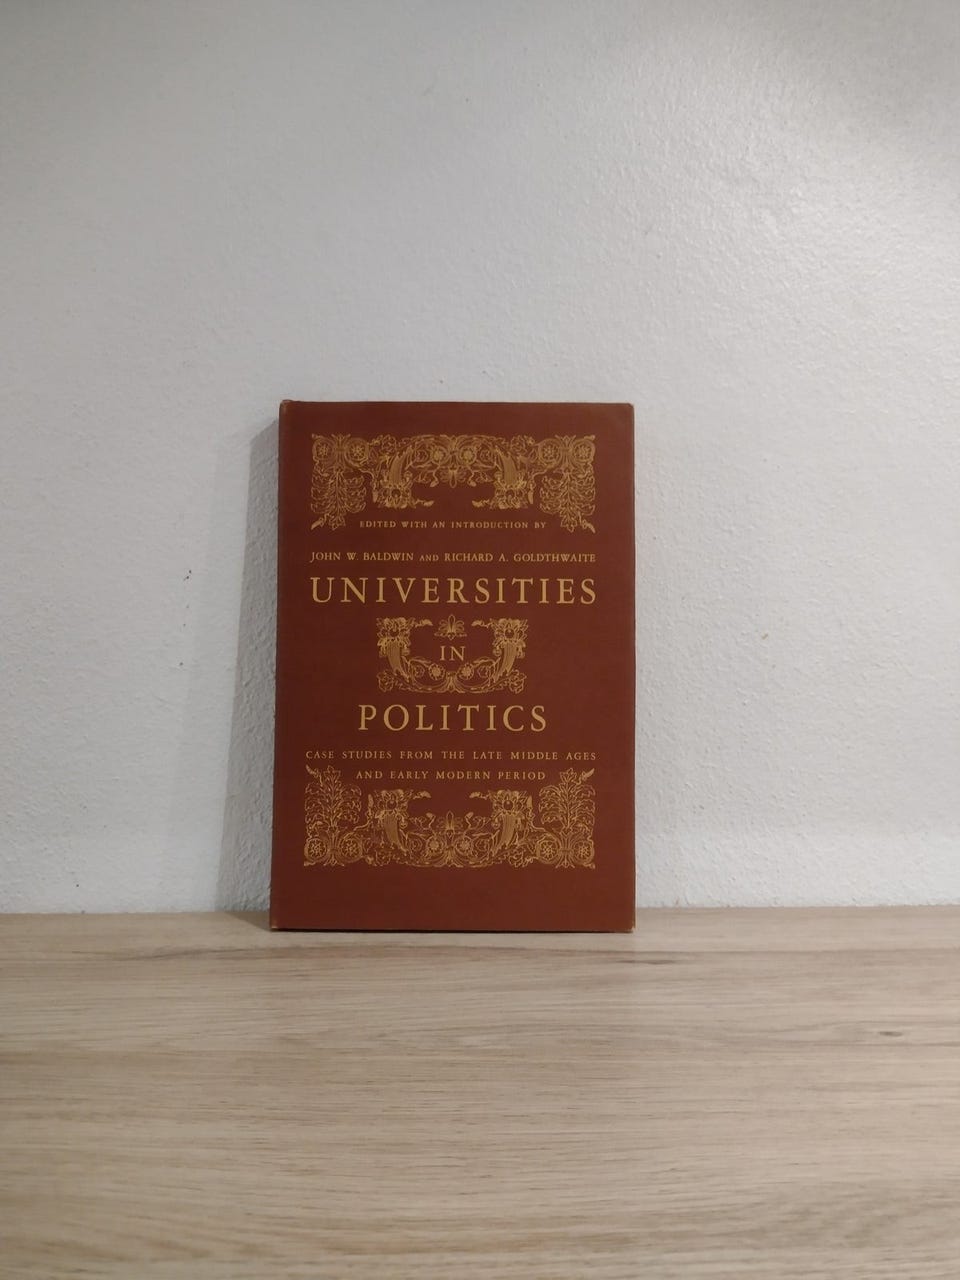 EDITED WITH AN INTRODUCTION BY
JOHN W. BALDWIN AND RICHARD A. GOLDTHWAITE
UNIVERSITIES
IN
POLITICS
CASE STUDIES FROM THE LATE MIDDLE AGES
AND EARLY MODERN PERIOD